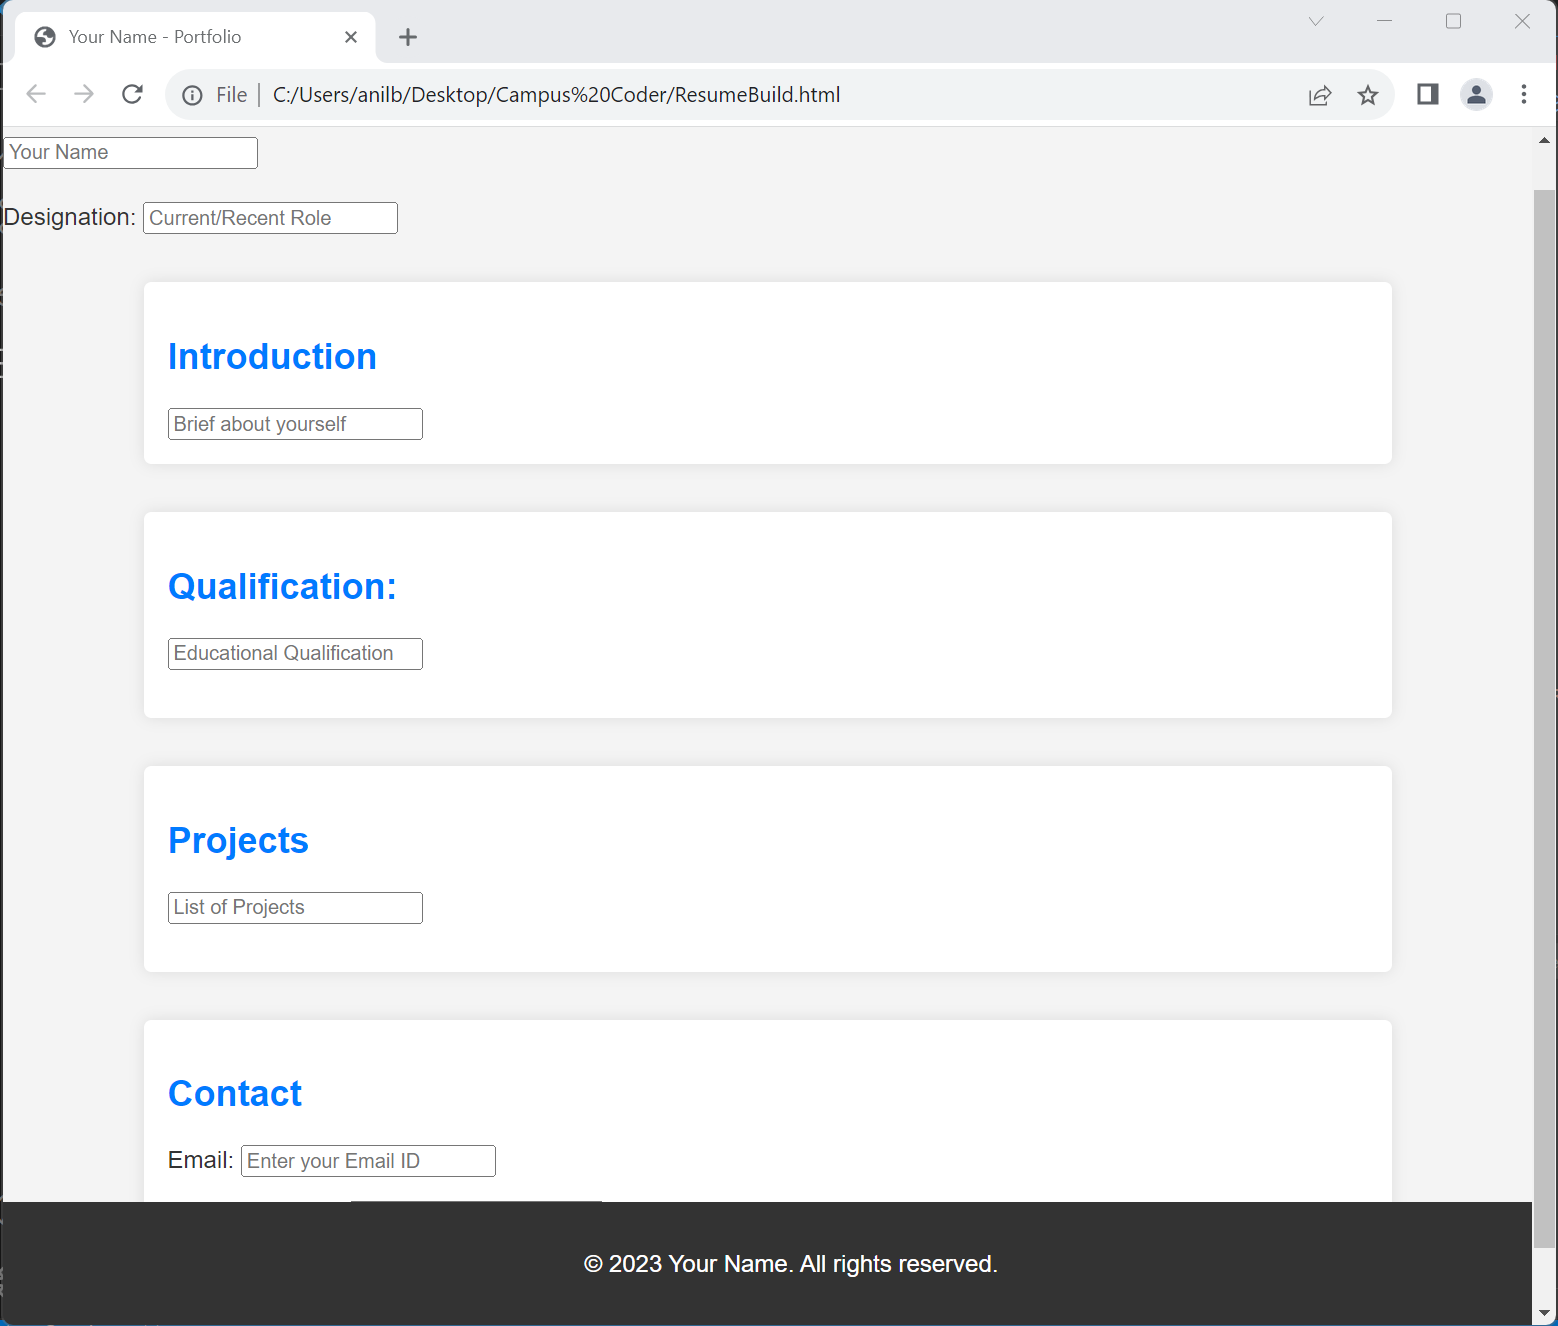 Your Name - Portfolio
File
C:/Users/anilb/Desktop/Campus%20Coder/ResumeBuild.html
Your Name
Designation: Current/Recent Role
Introduction
Brief about yourself
Qualification:
Educational Qualification
Projects
List of Projects
Contact
Email: Enter your Email ID
© 2023 Your Name. All rights reserved.